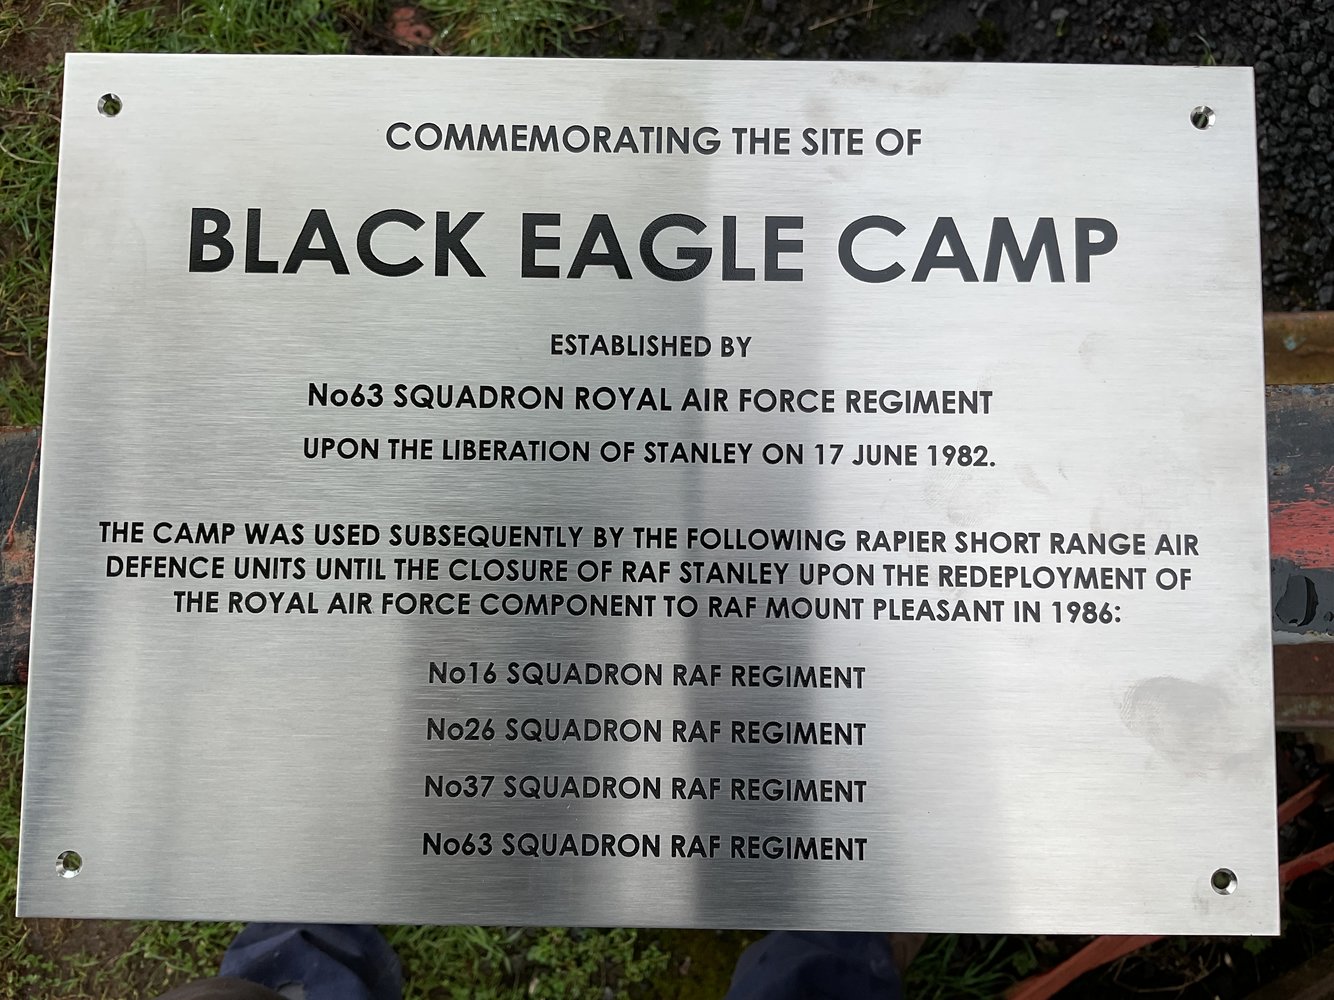 COMMEMORATING THE SITE OF
BLACK EAGLE CAMP
ESTABLISHED BY
No63 SQUADRON ROYAL AIR FORCE REGIMENT
UPON THE LIBERATION OF STANLEY ON 17 JUNE 1982.
THE CAMP WAS USED SUBSEQUENTLY BY THE FOLLOWING RAPIER SHORT RANGE AIR
DEFENCE UNITS UNTIL THE CLOSURE OF RAF STANLEY UPON THE REDEPLOYMENT OF
THE ROYAL AIR FORCE COMPONENT TO RAF MOUNT PLEASANT IN 1986:
No16 SQUADRON RAF REGIMENT
No26 SQUADRON RAF REGIMENT
No37 SQUADRON RAF REGIMENT
No63 SQUADRON RAF REGIMENT